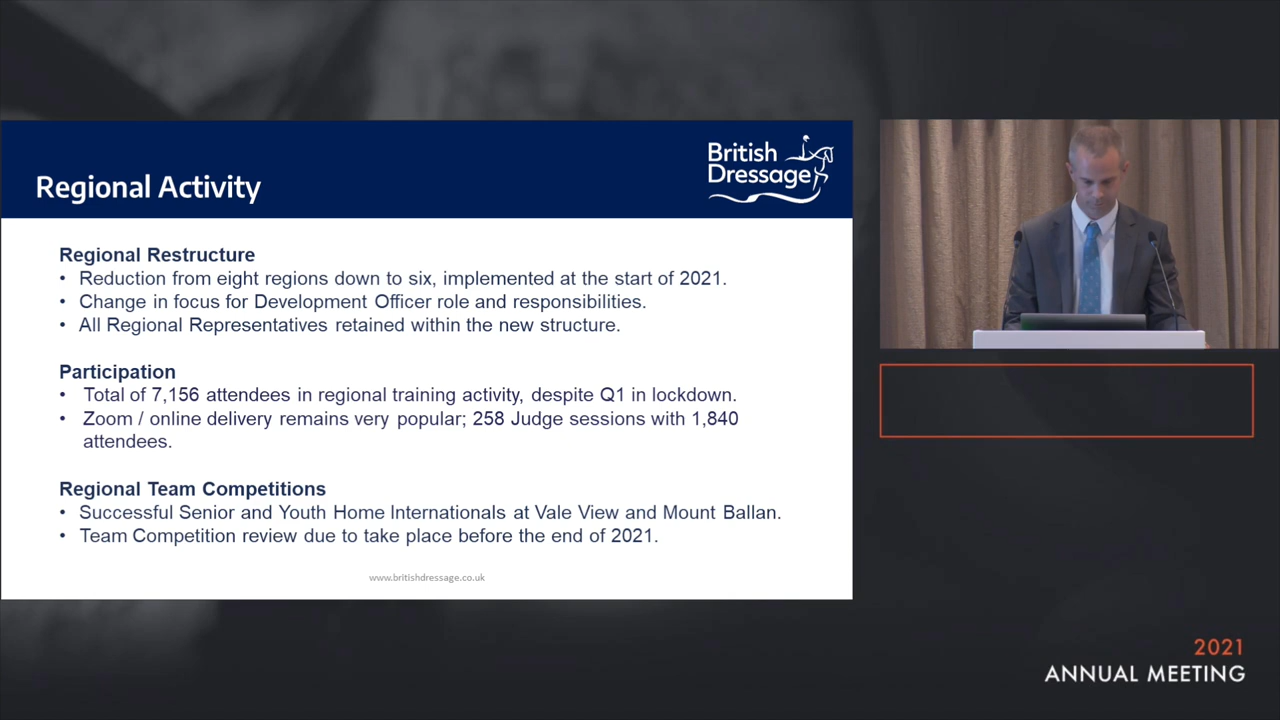 British
Dressage
Regional Activity
Regional Restructure
• Reduction from eight regions down to six, implemented at the start of 2021.
• Change in focus for Development Officer role and responsibilities.
• All Regional Representatives retained within the new structure.
Participation
• Total of 7,156 attendees in regional training activity, despite Q1 in lockdown.
• Zoom / online delivery remains very popular; 258 Judge sessions with 1,840
attendees.
Regional Team Competitions
• Successful Senior and Youth Home Internationals at Vale View and Mount Ballan.
• Team Competition review due to take place before the end of 2021.
www.britishdressage.co.uk
2021
ANNUAL MEETING